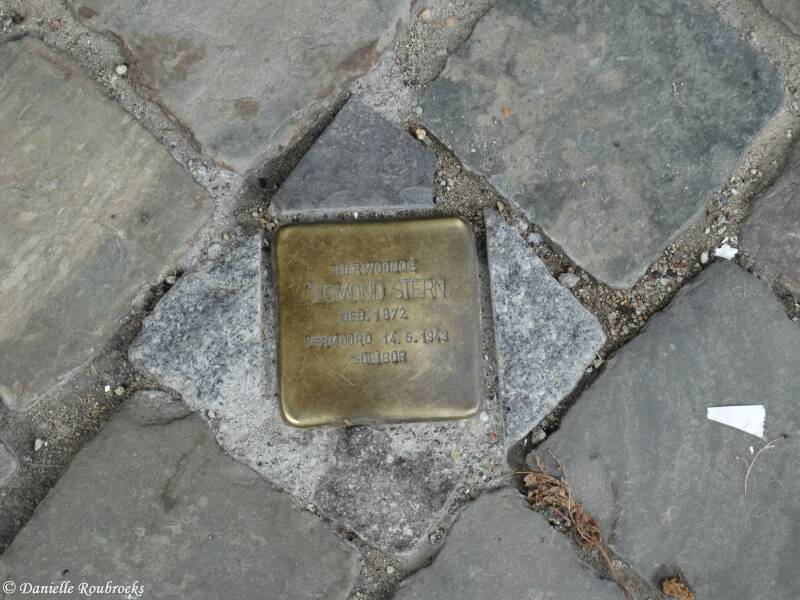 HIER WOONDE
SIGMOND STERN
GEB. 1872
VERMOORD 14.5.1943
SOBIBOR
© Danielle Roubroeks